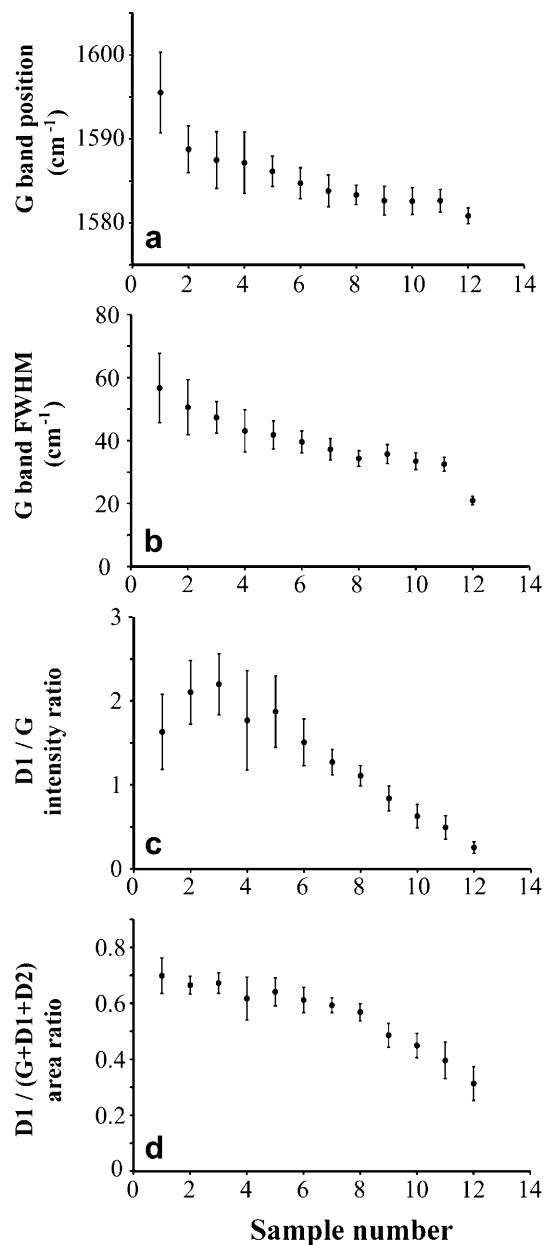 1600
1590
1580
G band position
(cm⁻¹)
a
0 2 4 6 8 10 12 14
80
60
40
20
0
G band FWHM
(cm⁻¹)
b
0 2 4 6 8 10 12 14
3
2
1
0
D1 / G
intensity ratio
c
0 2 4 6 8 10 12 14
0.8
0.6
0.4
0.2
0
D1 / (G+D1+D2)
area ratio
d
0 2 4 6 8 10 12 14
Sample number